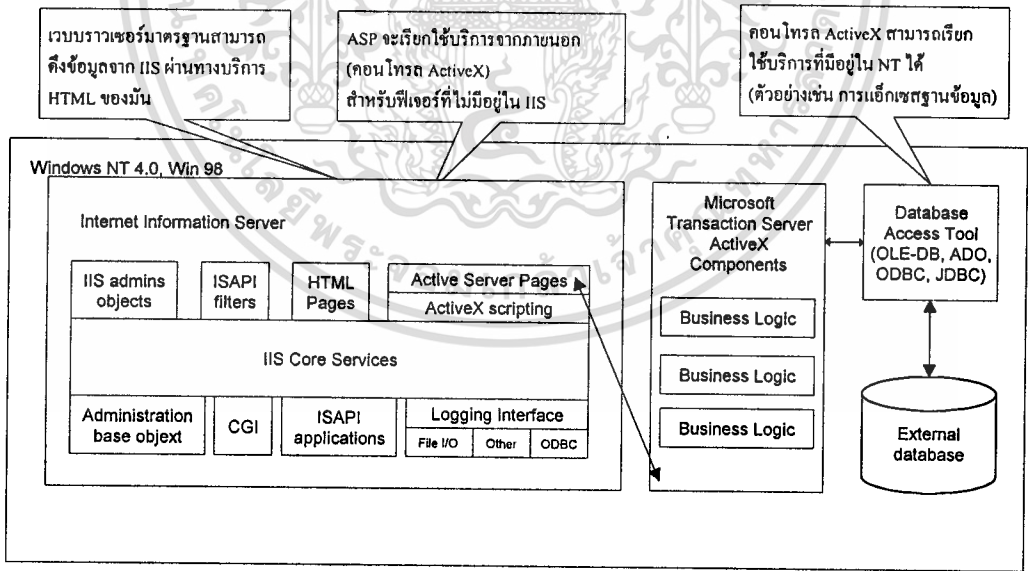 เวบบราวเซอร์มาตรฐานสามารถ
ดึงข้อมูลจาก IIS ผ่านทางบริการ
HTML ของมัน
ASP จะเรียกใช้บริการจากภายนอก
(คอนโทรล ActiveX)
สำหรับฟีเจอร์ที่ไม่มีอยู่ใน IIS
คอนโทรล ActiveX สามารถเรียก
ใช้บริการที่มีอยู่ใน NT ได้
(ตัวอย่างเช่น การแอ็กเซสฐานข้อมูล)
Windows NT 4.0, Win 98
Internet Information Server
IIS admins
objects
ISAPI
filters
HTML
Pages
Active Server Pages
ActiveX scripting
IIS Core Services
Administration
base objext
CGI
ISAPI
applications
Logging Interface
File I/O
Other
ODBC
Microsoft
Transaction Server
ActiveX
Components
Business Logic
Business Logic
Business Logic
Database
Access Tool
(OLE-DB, ADO,
ODBC, JDBC)
External
database